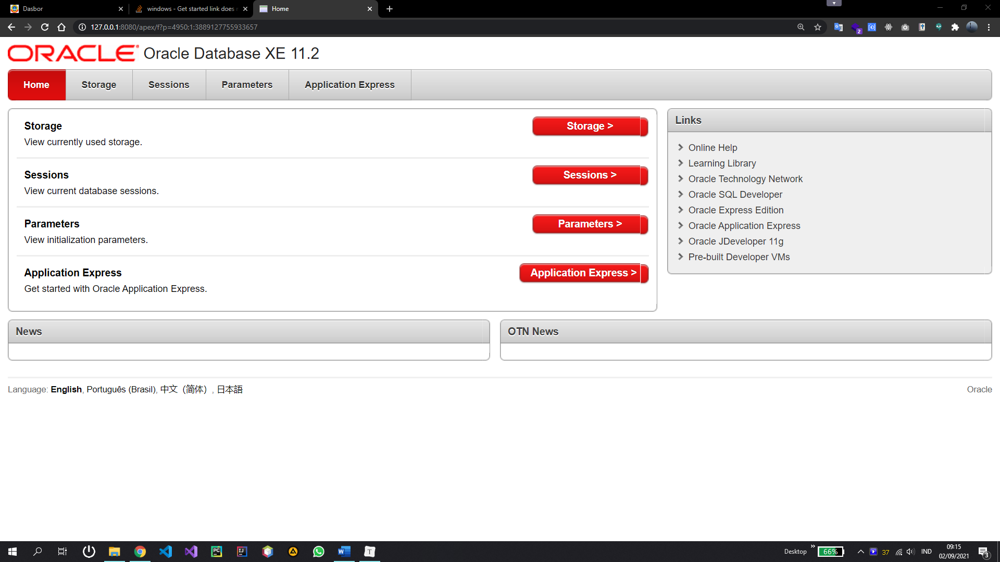 Dasbor
windows - Get started link does
Home
127.0.0.1:8080/apex/f?p=4950:1:3889127755933657
2
ORACLE Oracle Database XE 11.2
Home
Storage
Sessions
Parameters
Application Express
Storage
View currently used storage.
Storage >
Sessions
View current database sessions.
Sessions >
Parameters
View initialization parameters.
Parameters >
Application Express
Get started with Oracle Application Express.
Application Express >
Links
Online Help
Learning Library
Oracle Technology Network
Oracle SQL Developer
Oracle Express Edition
Oracle Application Express
Oracle JDeveloper 11g
Pre-built Developer VMs
News
OTN News
Language: English, Português (Brasil), 中文（简体）, 日本語
Oracle
PC
IJ
W
T
Desktop
66%
37
IND
09:15
02/09/2021
3